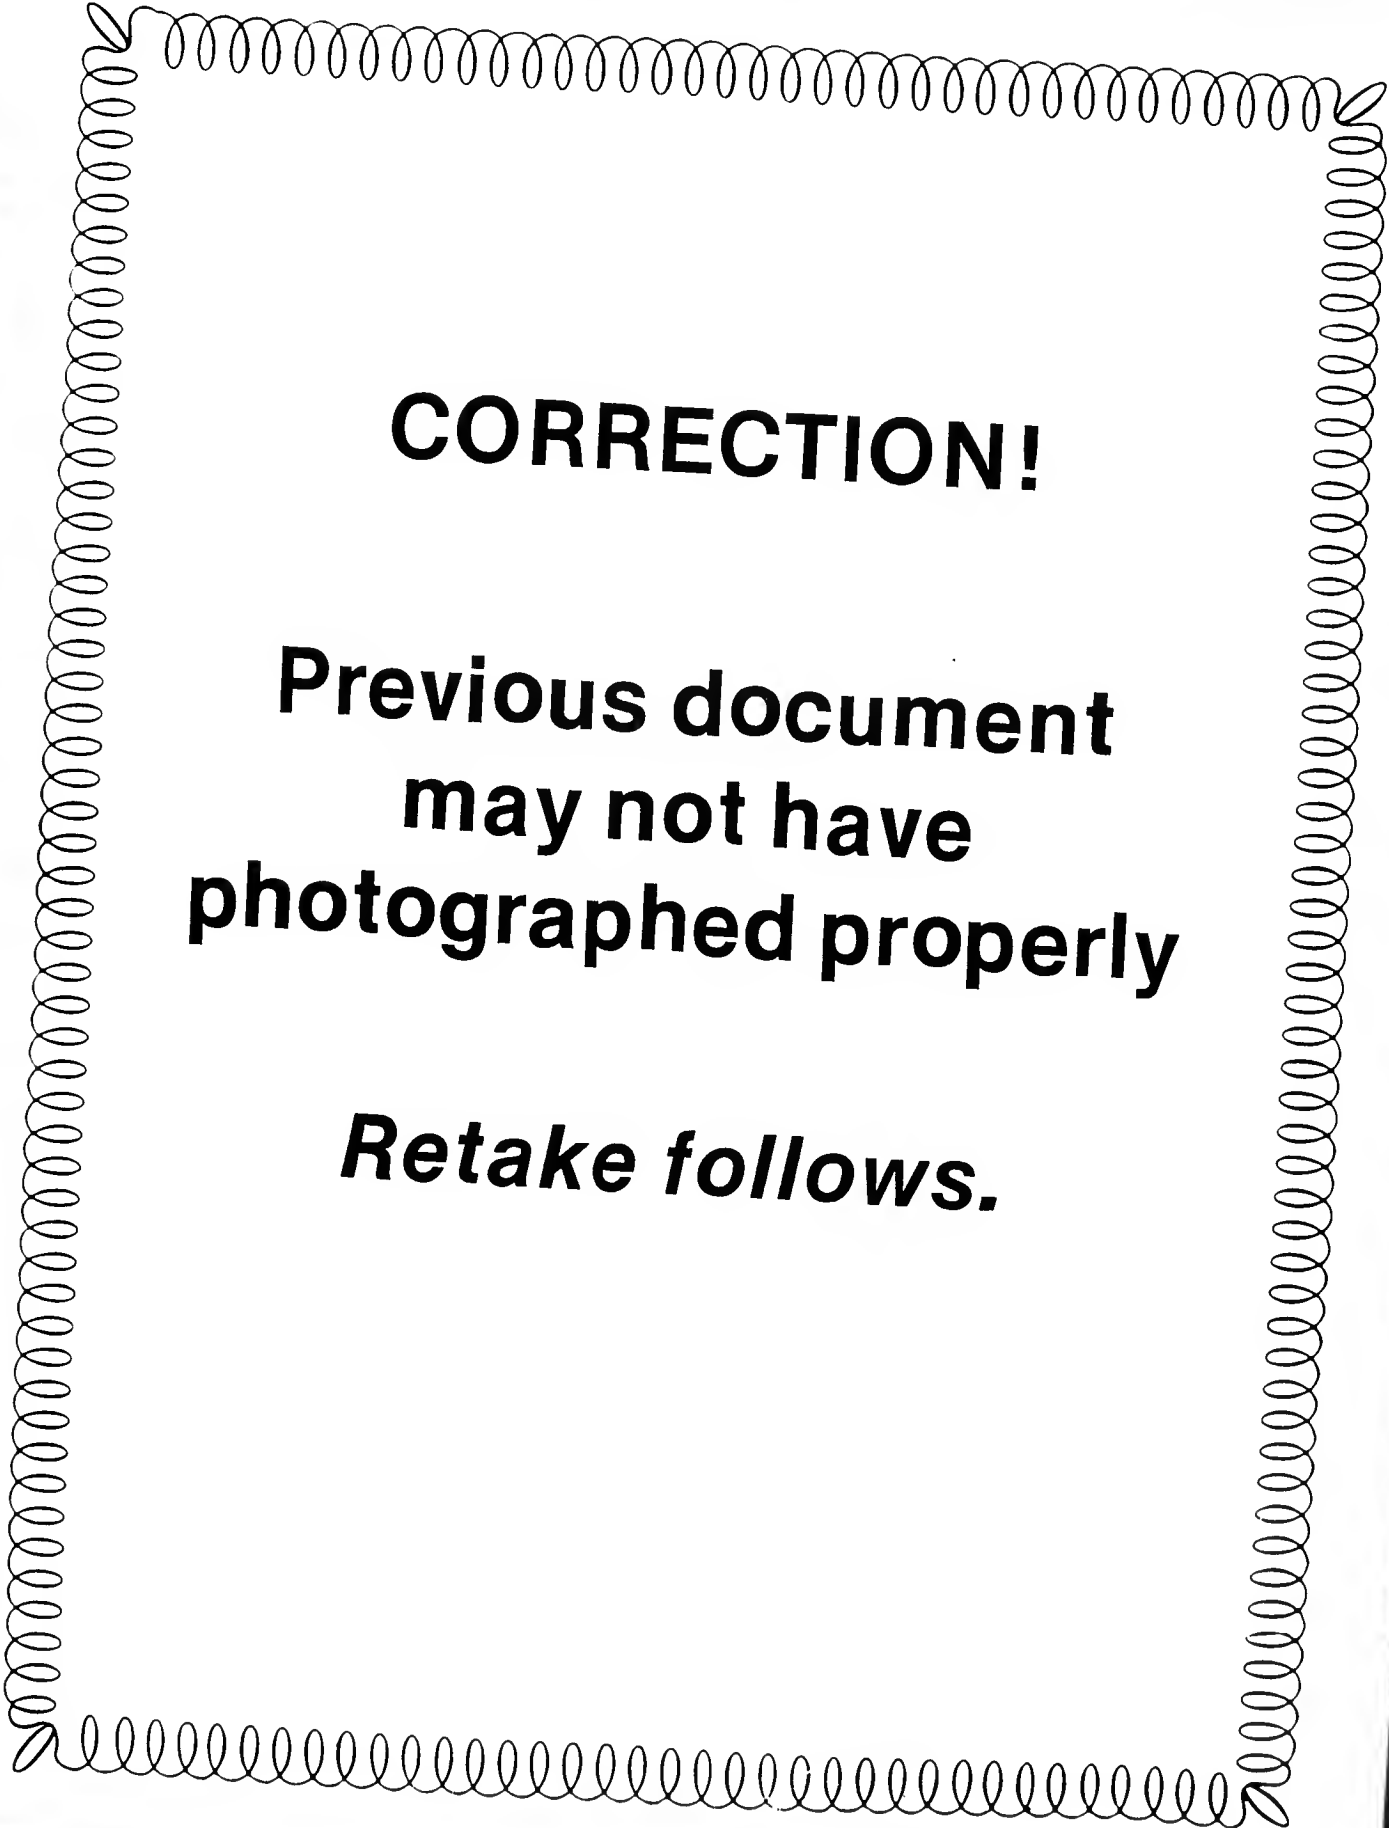 CORRECTION!
Previous document
may not have
photographed properly
Retake follows.